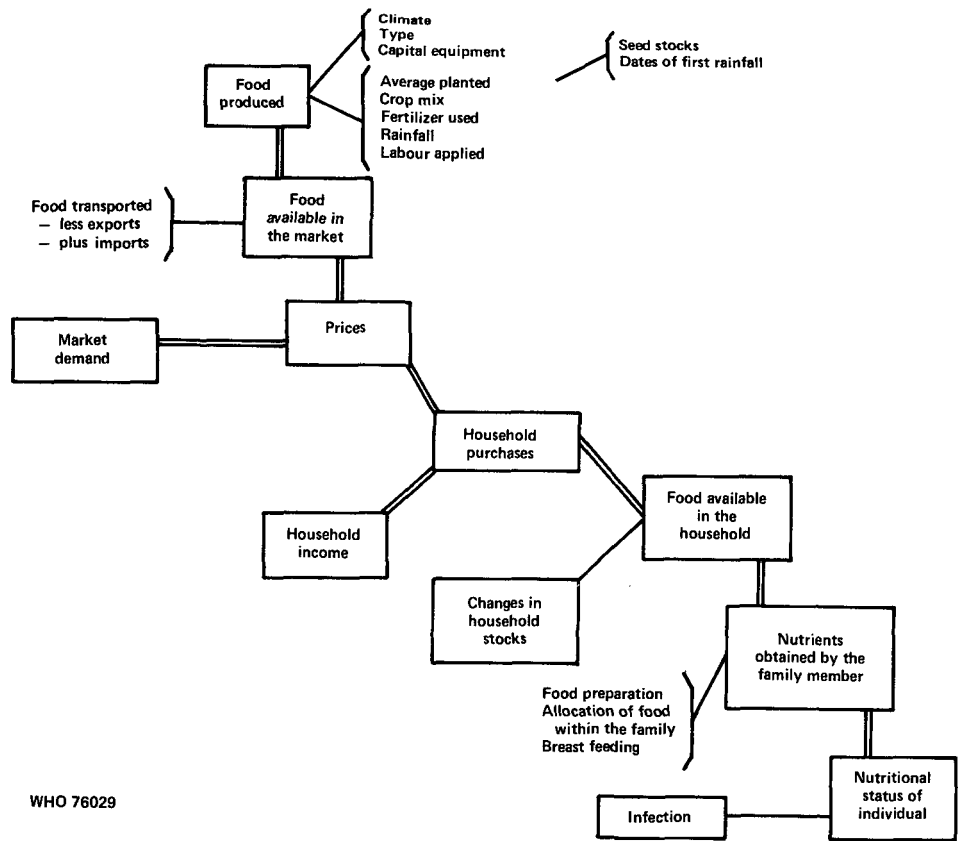 Climate
Type
Capital equipment
Seed stocks
Dates of first rainfall
Food
produced
Average planted
Crop mix
Fertilizer used
Rainfall
Labour applied
Food
available in
the market
Food transported
— less exports
— plus imports
Prices
Market
demand
Household
purchases
Household
income
Food available
in the
household
Changes in
household
stocks
Nutrients
obtained by the
family member
Food preparation
Allocation of food
within the family
Breast feeding
Nutritional
status of
individual
Infection
WHO 76029